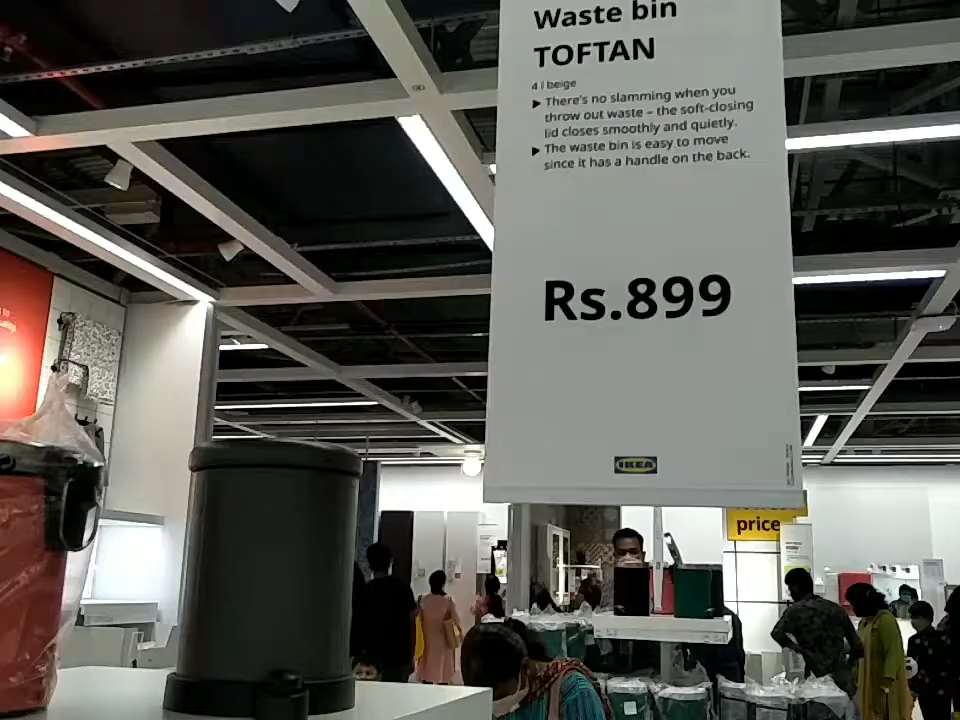 Waste bin
TOFTAN
4 l beige
▶ There's no slamming when you
throw out waste – the soft-closing
lid closes smoothly and quietly.
▶ The waste bin is easy to move
since it has a handle on the back.
Rs.899
IKEA
price